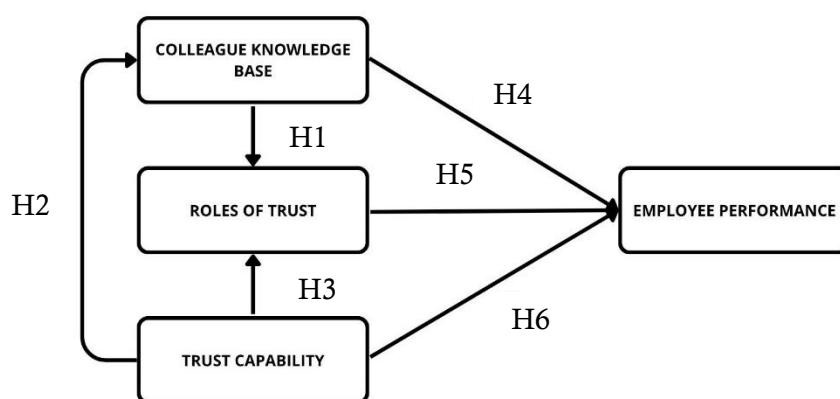 COLLEAGUE KNOWLEDGE
BASE
H4
H1
H5
ROLES OF TRUST
EMPLOYEE PERFORMANCE
H2
H3
H6
TRUST CAPABILITY